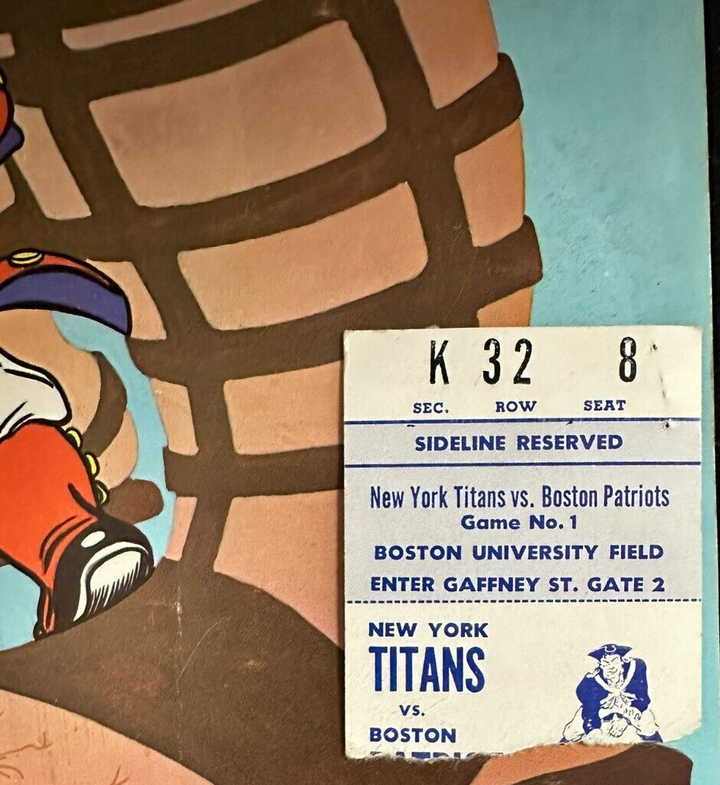 K 32 8
SEC. ROW SEAT
SIDELINE RESERVED
New York Titans vs. Boston Patriots
Game No. 1
BOSTON UNIVERSITY FIELD
ENTER GAFFNEY ST. GATE 2
NEW YORK
TITANS
VS.
BOSTON